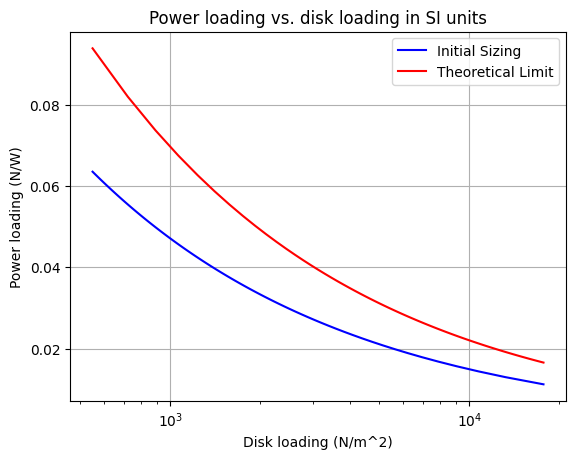 Power loading vs. disk loading in SI units
Initial Sizing
Theoretical Limit
0.08
0.06
0.04
0.02
Power loading (N/W)
10^3
10^4
Disk loading (N/m^2)